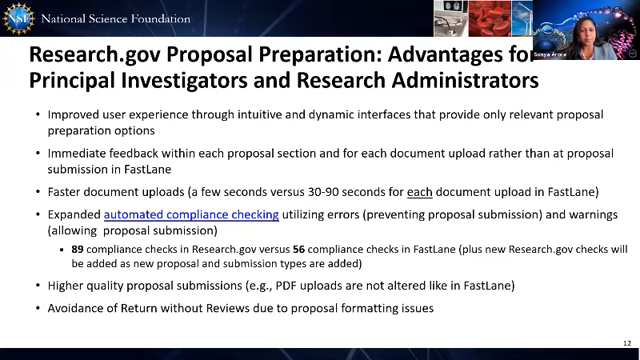 NSF
National Science Foundation
Research.gov Proposal Preparation: Advantages for
Principal Investigators and Research Administrators
Sunya Arora
• Improved user experience through intuitive and dynamic interfaces that provide only relevant proposal
preparation options
• Immediate feedback within each proposal section and for each document upload rather than at proposal
submission in FastLane
• Faster document uploads (a few seconds versus 30-90 seconds for each document upload in FastLane)
• Expanded automated compliance checking utilizing errors (preventing proposal submission) and warnings
(allowing proposal submission)
▪ 89 compliance checks in Research.gov versus 56 compliance checks in FastLane (plus new Research.gov checks will
be added as new proposal and submission types are added)
• Higher quality proposal submissions (e.g., PDF uploads are not altered like in FastLane)
• Avoidance of Return without Reviews due to proposal formatting issues
12